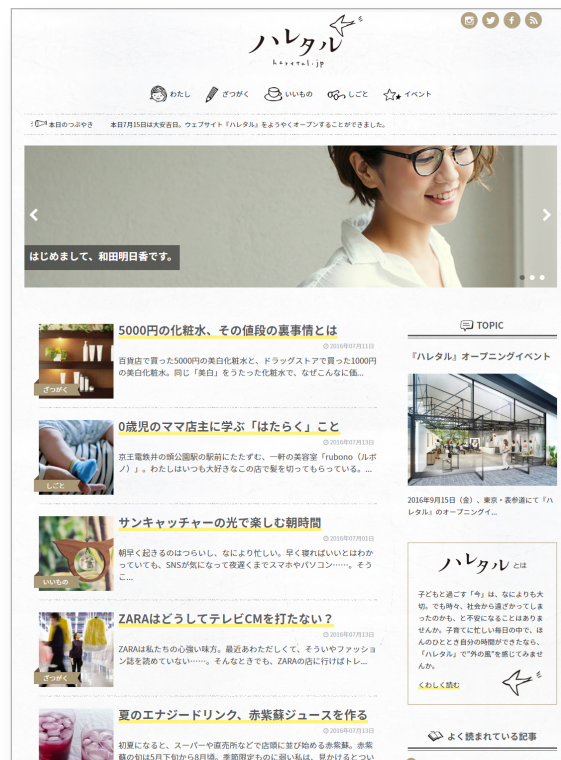 ハレタル
haretal.jp
わたし
ざつがく
いいもの
しごと
イベント
本日のつぶやき
本日7月15日は大安吉日。ウェブサイト『ハレタル』をようやくオープンすることができました。
はじめまして、和田明日香です。
5000円の化粧水、その値段の裏事情とは
2016年07月11日
百貨店で買った5000円の美白化粧水と、ドラッグストアで買った1000円
の美白化粧水。同じ「美白」をうたった化粧水で、なぜこんなに価...
ざつがく
0歳児のママ店主に学ぶ「はたらく」こと
2016年07月13日
京王電鉄井の頭公園駅の駅前にたたずむ、一軒の美容室「rubono（ルボ
ノ）」。わたしはいつも大好きなこの店で髪を切ってもらっている。...
しごと
サンキャッチャーの光で楽しむ朝時間
2016年07月01日
朝早く起きるのはつらいし、なにより忙しい。早く寝ればいいとはわか
っていても、SNSが気になって夜遅くまでスマホやパソコン……。そう
こ...
いいもの
ZARAはどうしてテレビCMを打たない？
2016年07月13日
ZARAは私たちの心強い味方。最近あわただしくて、そういやファッショ
ン誌を読めていない……。そんなときでも、ZARAの店に行けばトレ...
ざつがく
夏のエナジードリンク、赤紫蘇ジュースを作る
2016年07月13日
初夏になると、スーパーや直売所などで店頭に並び始める赤紫蘇。赤紫
蘇の旬は5月下旬から8月頃。季節限定ものに弱い私は、見かけるとつい
TOPIC
『ハレタル』オープニングイベント
2016年9月15日（金）、東京・表参道にて『ハ
レタル』のオープニングイ...
ハレタルとは
子どもと過ごす「今」は、なによりも大
切。でも時々、社会から遠ざかってしま
ったのかも、と不安になることはありま
せんか。子育てに忙しい毎日の中で、ほ
んのひととき自分の時間ができたなら、
「ハレタル」で"外の風"を感じてみませ
んか。
くわしく読む
よく読まれている記事